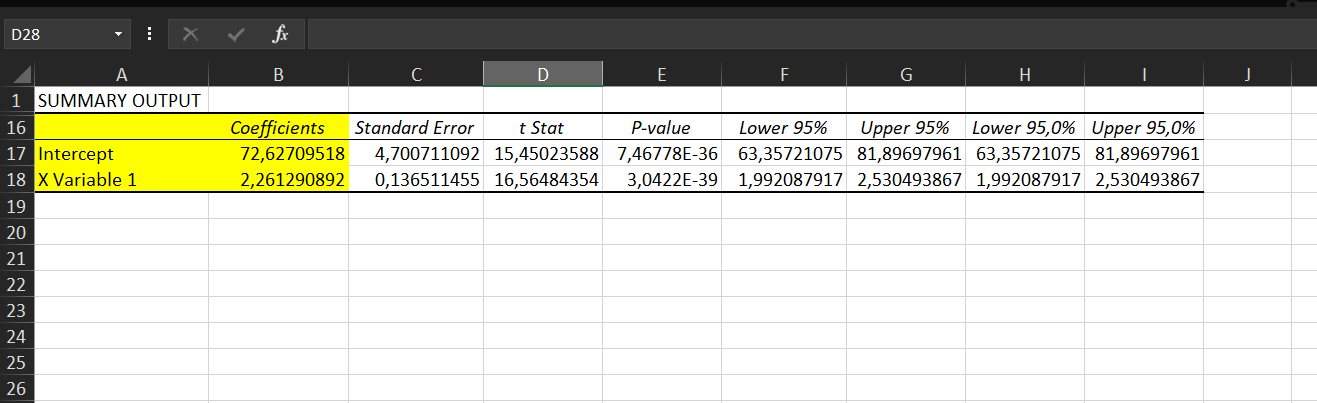 D28 fx
A B C D E F G H I J
1 SUMMARY OUTPUT
16 Coefficients Standard Error t Stat P-value Lower 95% Upper 95% Lower 95,0% Upper 95,0%
17 Intercept 72,62709518 4,700711092 15,45023588 7,46778E-36 63,35721075 81,89697961 63,35721075 81,89697961
18 X Variable 1 2,261290892 0,136511455 16,56484354 3,0422E-39 1,992087917 2,530493867 1,992087917 2,530493867
19
20
21
22
23
24
25
26